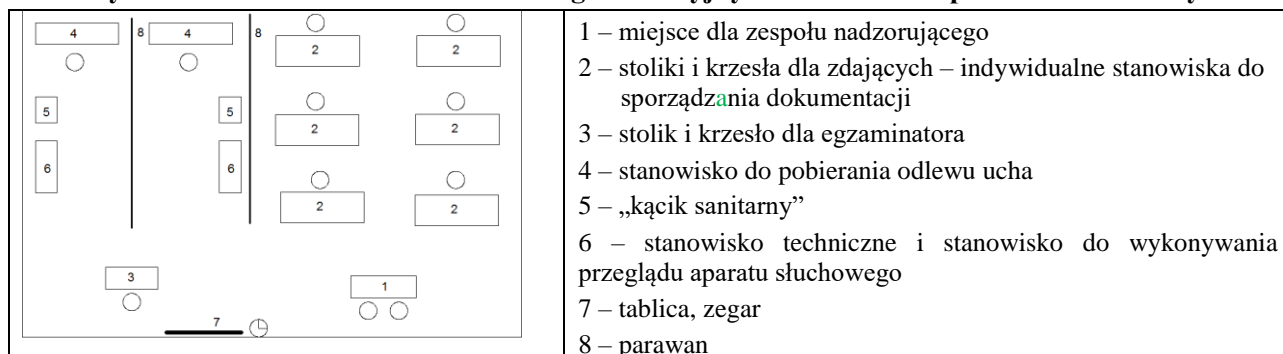 4
8
4
8
2
2
5
5
2
2
6
6
2
2
3
1
7
1 – miejsce dla zespołu nadzorującego
2 – stoliki i krzesła dla zdających – indywidualne stanowiska do
sporządzania dokumentacji
3 – stolik i krzesło dla egzaminatora
4 – stanowisko do pobierania odlewu ucha
5 – „kącik sanitarny”
6 – stanowisko techniczne i stanowisko do wykonywania
przeglądu aparatu słuchowego
7 – tablica, zegar
8 – parawan